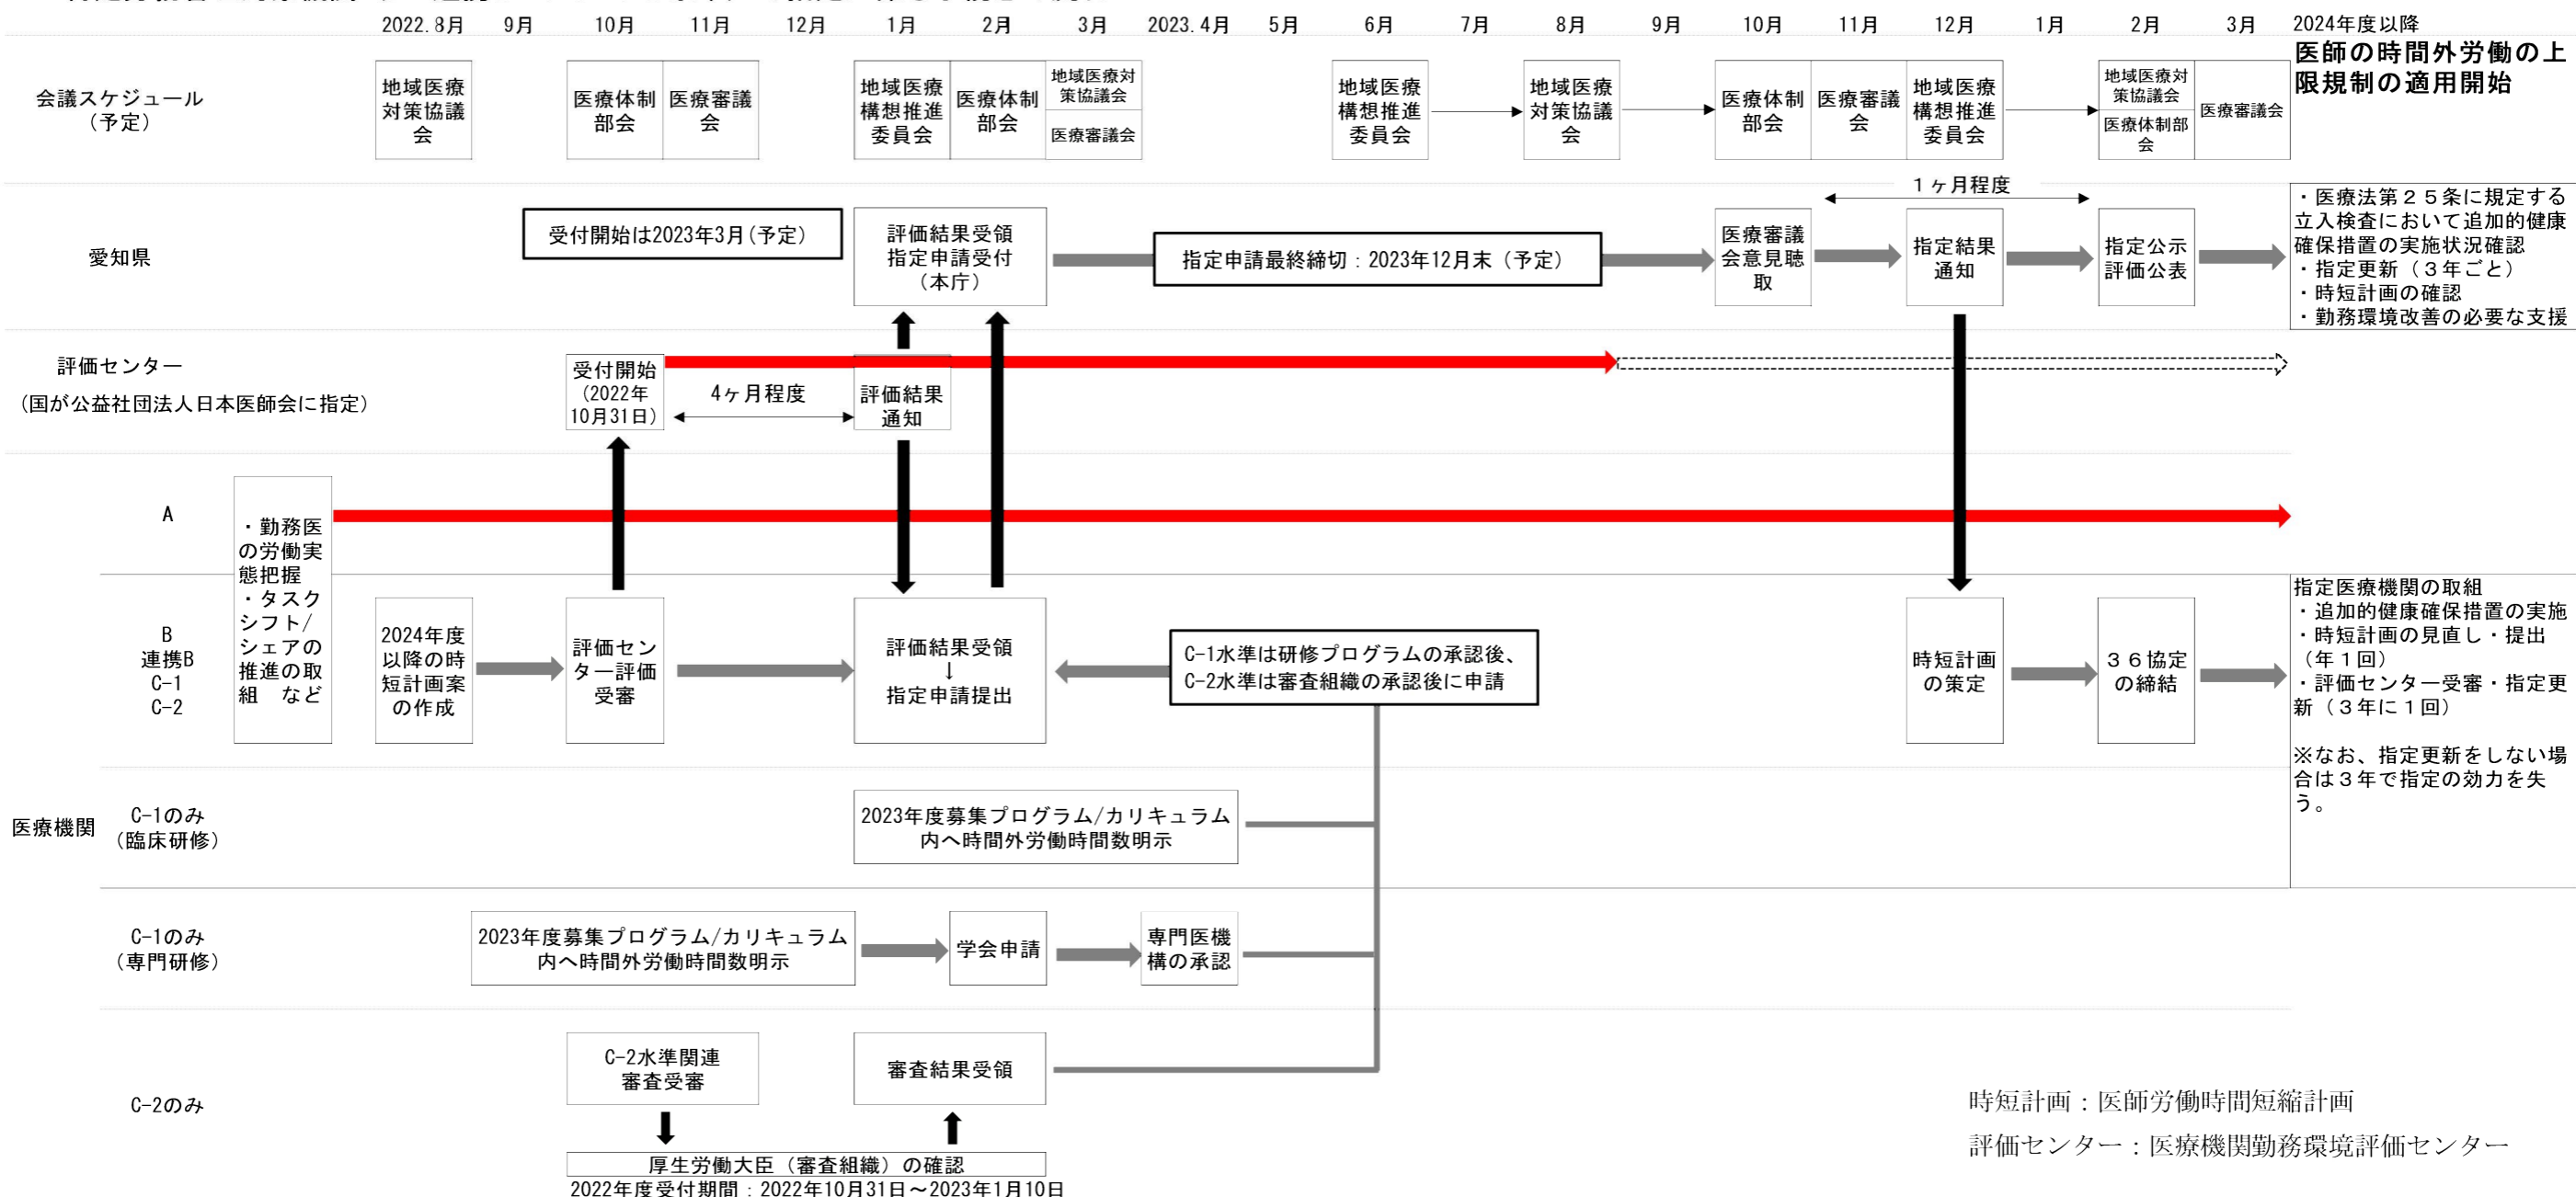 2022.8月 9月 10月 11月 12月 1月 2月 3月 2023.4月 5月 6月 7月 8月 9月 10月 11月 12月 1月 2月 3月 2024年度以降
医師の時間外労働の上
限規制の適用開始
会議スケジュール
（予定）
地域医療
対策協議
会
医療体制
部会
医療審議
会
地域医療
構想推進
委員会
医療体制
部会
地域医療対
策協議会
医療審議会
地域医療
構想推進
委員会
地域医療
対策協議
会
医療体制
部会
医療審議
会
地域医療
構想推進
委員会
地域医療対
策協議会
医療体制部
会
医療審議会
愛知県
受付開始は2023年3月(予定)
評価結果受領
指定申請受付
（本庁）
指定申請最終締切：2023年12月末（予定）
医療審議
会意見聴
取
１ヶ月程度
指定結果
通知
指定公示
評価公表
・医療法第２５条に規定する
立入検査において追加的健康
確保措置の実施状況確認
・指定更新（３年ごと）
・時短計画の確認
・勤務環境改善の必要な支援
評価センター
（国が公益社団法人日本医師会に指定）
受付開始
（2022年
10月31日）
4ヶ月程度
評価結果
通知
医療機関
A
・勤務医
の労働実
態把握
・タスク
シフト/
シェアの
推進の取
組　など
B
連携B
C-1
C-2
2024年度
以降の時
短計画案
の作成
評価セン
ター評価
受審
評価結果受領
↓
指定申請提出
C-1水準は研修プログラムの承認後、
C-2水準は審査組織の承認後に申請
時短計画
の策定
３６協定
の締結
指定医療機関の取組
・追加的健康確保措置の実施
・時短計画の見直し・提出
（年１回）
・評価センター受審・指定更
新（３年に１回）
※なお、指定更新をしない場
合は３年で指定の効力を失
う。
C-1のみ
（臨床研修）
2023年度募集プログラム/カリキュラム
内へ時間外労働時間数明示
C-1のみ
（専門研修）
2023年度募集プログラム/カリキュラム
内へ時間外労働時間数明示
学会申請
専門医機
構の承認
C-2のみ
C-2水準関連
審査受審
審査結果受領
厚生労働大臣（審査組織）の確認
2022年度受付期間：2022年10月31日～2023年1月10日
時短計画：医師労働時間短縮計画
評価センター：医療機関勤務環境評価センター